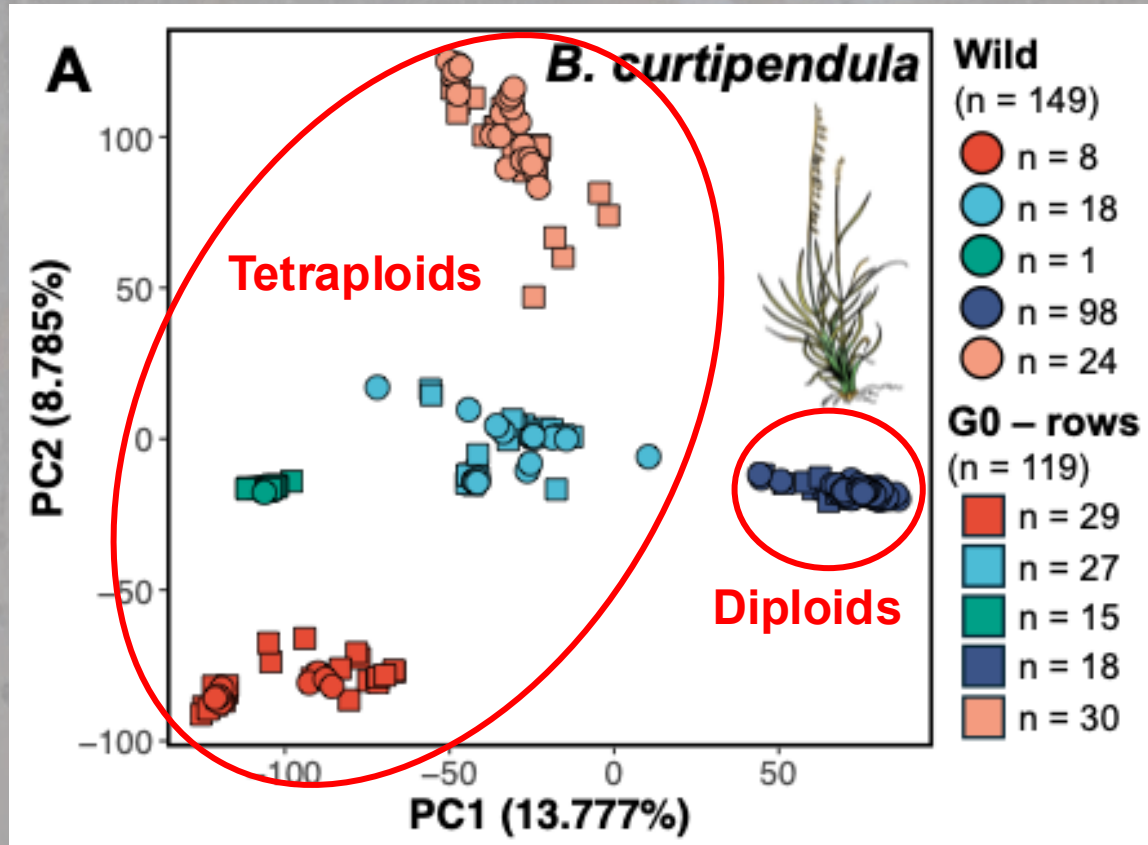 A
B. curtipendula
Tetraploids
Diploids
PC2 (8.785%)
100
50
0
−50
−100
−100
−50
0
50
PC1 (13.777%)
Wild
(n = 149)
n = 8
n = 18
n = 1
n = 98
n = 24
G0 – rows
(n = 119)
n = 29
n = 27
n = 15
n = 18
n = 30